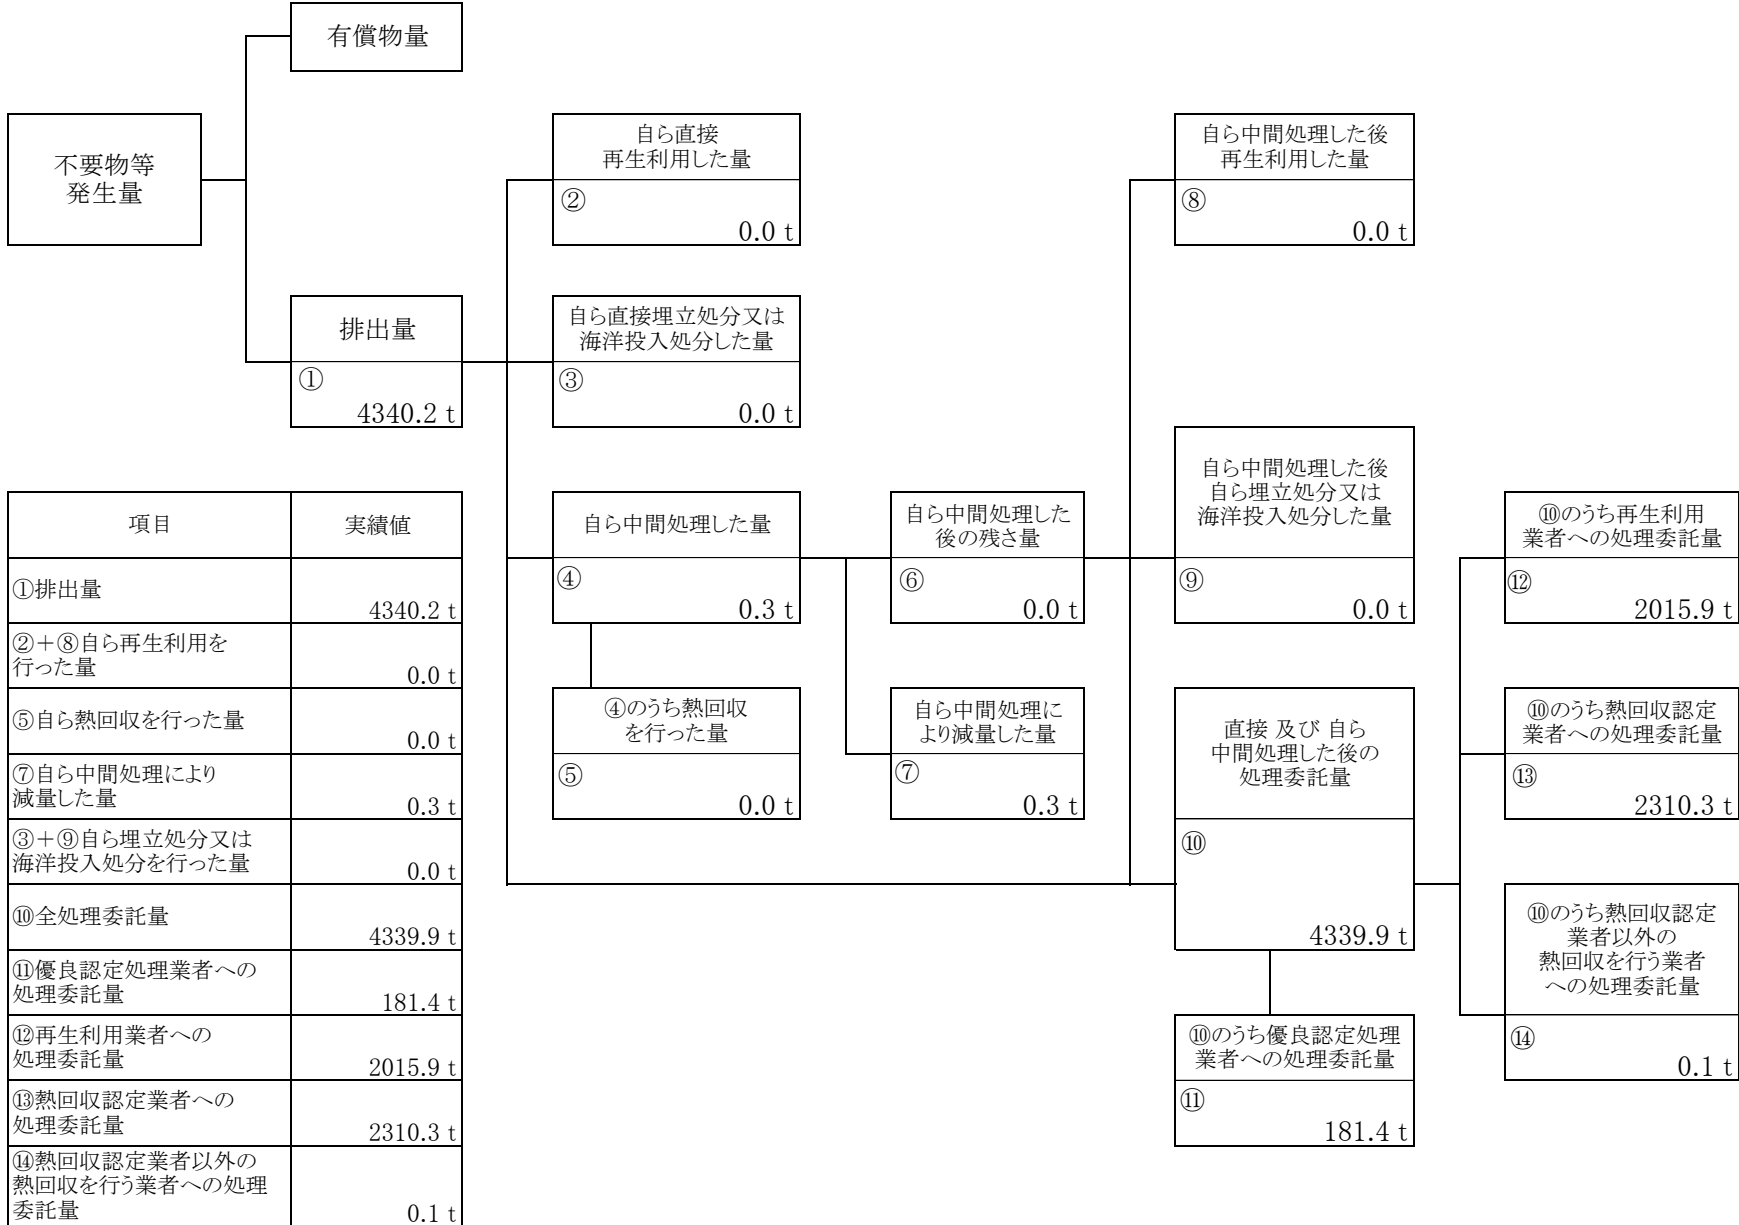 有償物量
不要物等
発生量
自ら直接
再生利用した量
②
0.0 t
自ら中間処理した後
再生利用した量
⑧
0.0 t
排出量
①
4340.2 t
自ら直接埋立処分又は
海洋投入処分した量
③
0.0 t
自ら中間処理した量
④
0.3 t
自ら中間処理した
後の残さ量
⑥
0.0 t
自ら中間処理した後
自ら埋立処分又は
海洋投入処分した量
⑨
0.0 t
⑩のうち再生利用
業者への処理委託量
⑫
2015.9 t
④のうち熱回収
を行った量
⑤
0.0 t
自ら中間処理に
より減量した量
⑦
0.3 t
直接 及び 自ら
中間処理した後の
処理委託量
⑩
4339.9 t
⑩のうち熱回収認定
業者への処理委託量
⑬
2310.3 t
⑩のうち熱回収認定
業者以外の
熱回収を行う業者
への処理委託量
⑭
0.1 t
⑩のうち優良認定処理
業者への処理委託量
⑪
181.4 t
項目 実績値
①排出量
4340.2 t
②＋⑧自ら再生利用を
行った量
0.0 t
⑤自ら熱回収を行った量
0.0 t
⑦自ら中間処理により
減量した量
0.3 t
③＋⑨自ら埋立処分又は
海洋投入処分を行った量
0.0 t
⑩全処理委託量
4339.9 t
⑪優良認定処理業者への
処理委託量
181.4 t
⑫再生利用業者への
処理委託量
2015.9 t
⑬熱回収認定業者への
処理委託量
2310.3 t
⑭熱回収認定業者以外の
熱回収を行う業者への処理
委託量
0.1 t